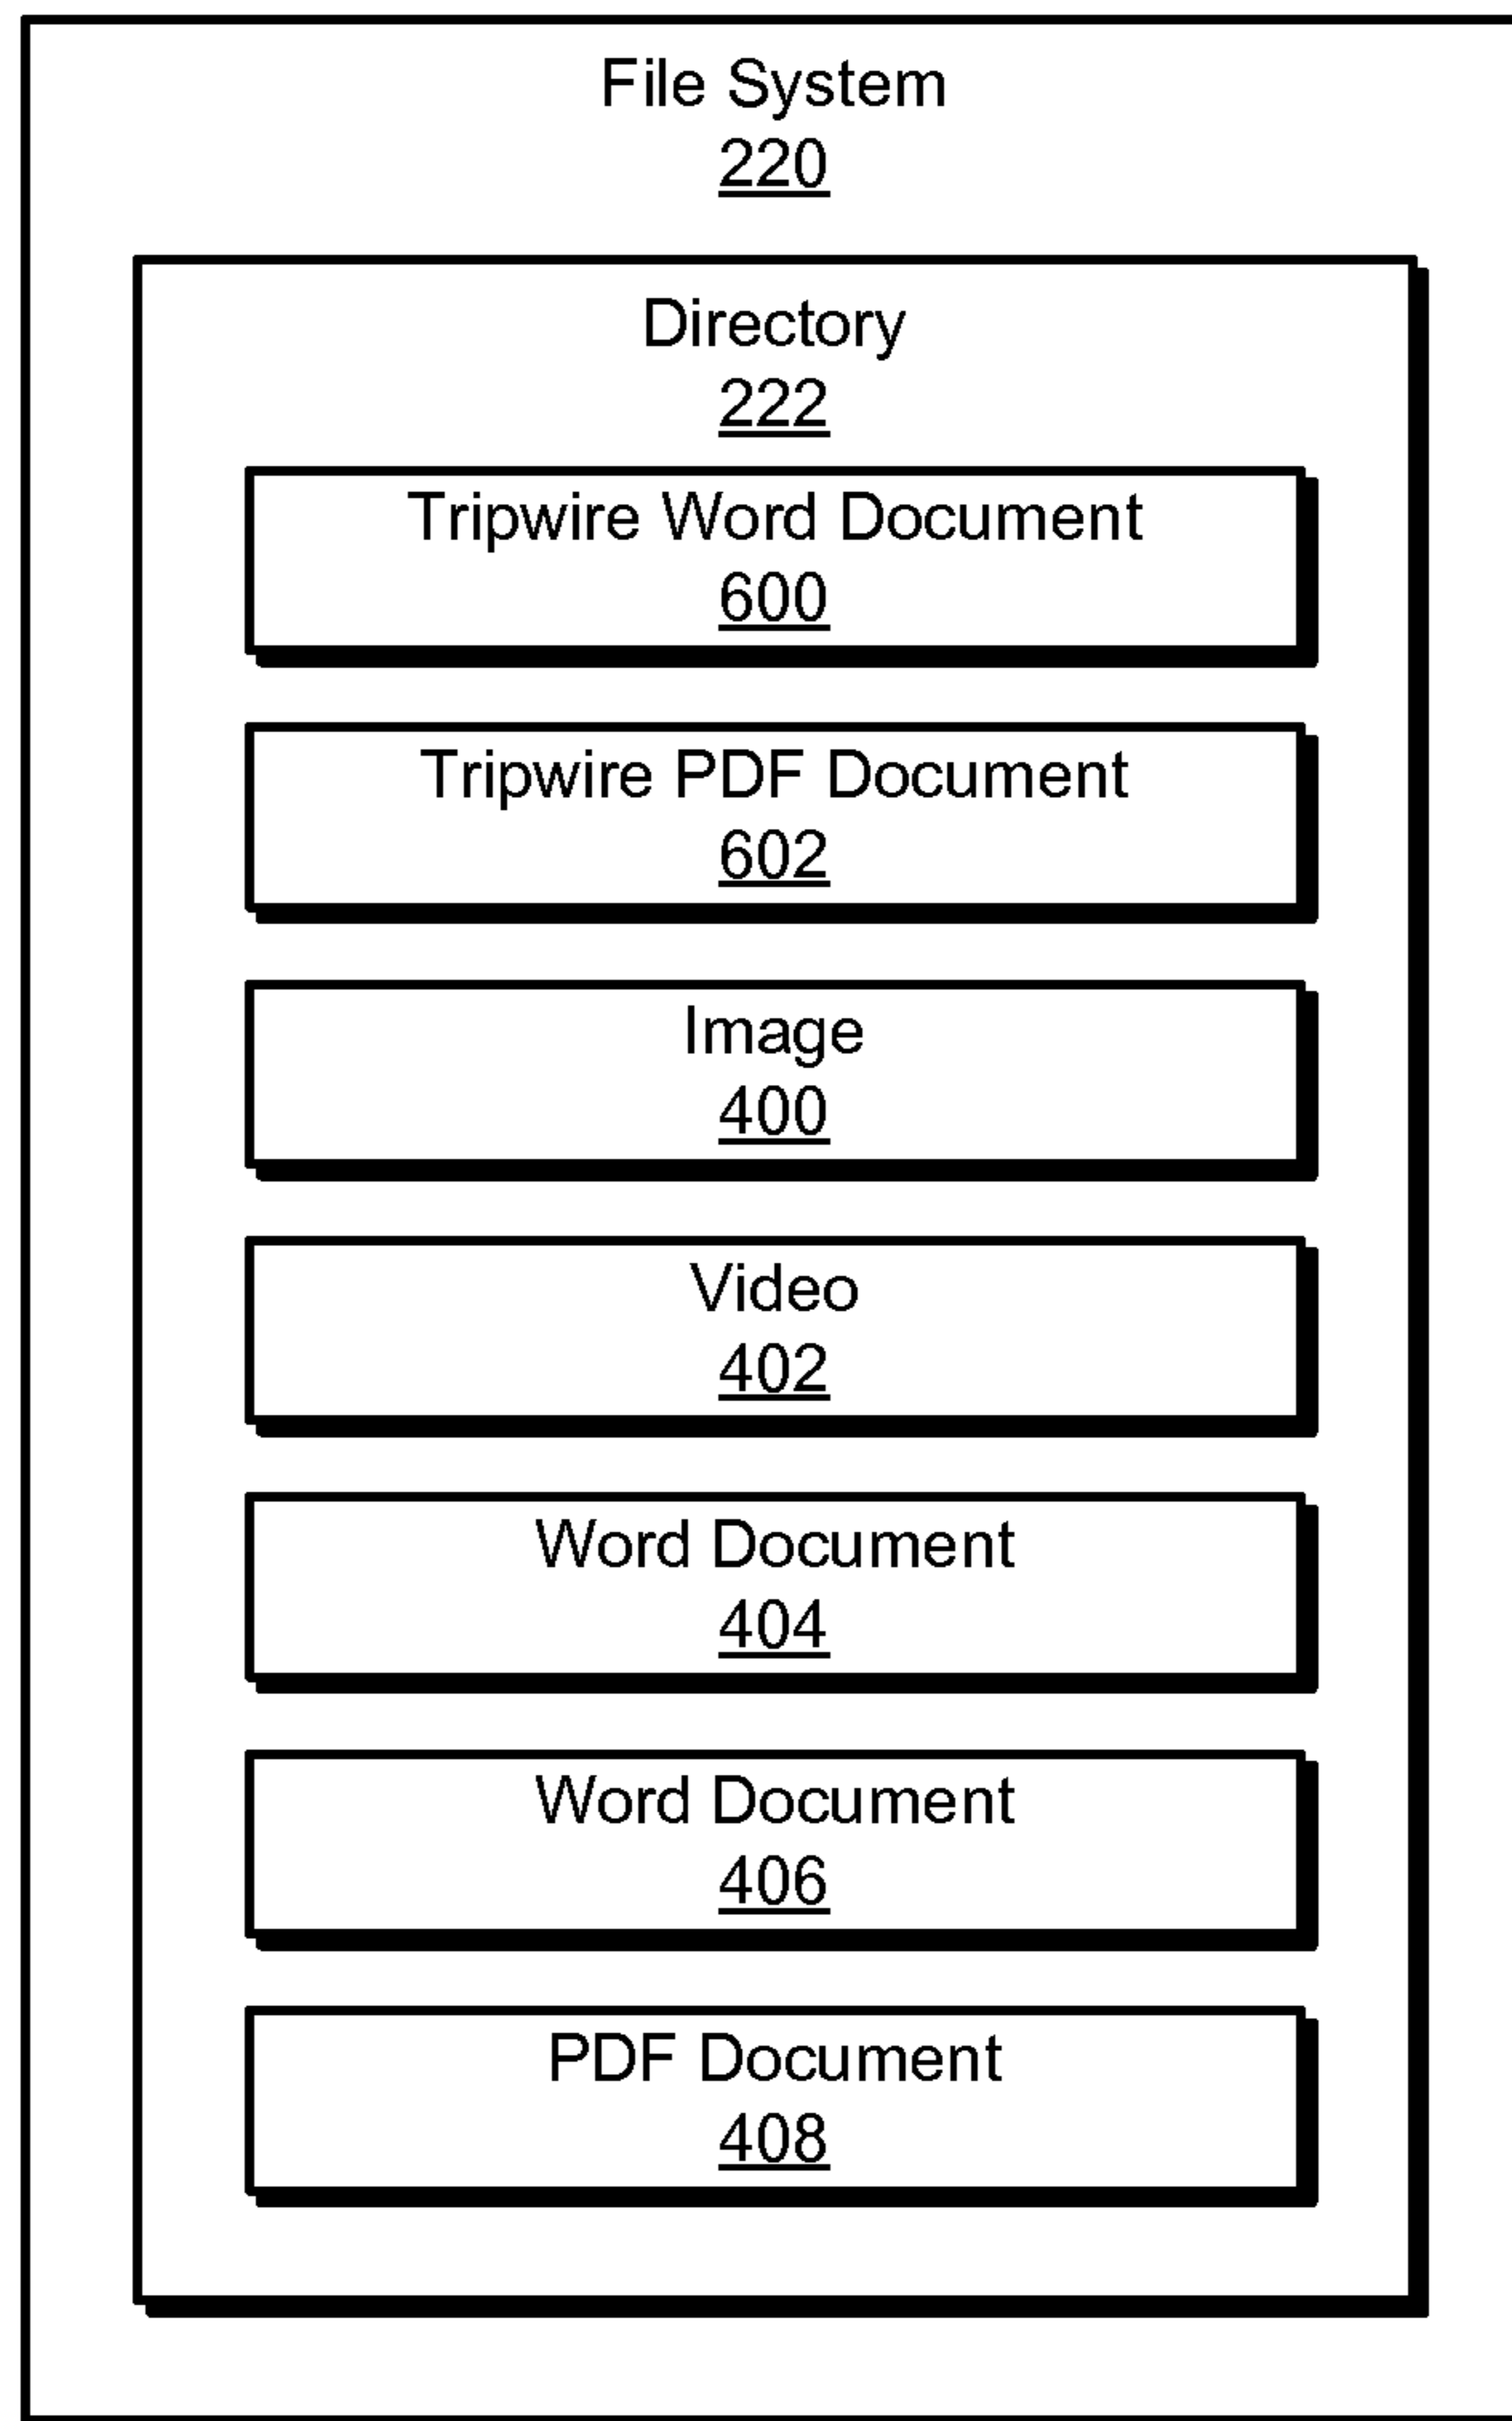 File System
220
Directory
222
Tripwire Word Document
600
Tripwire PDF Document
602
Image
400
Video
402
Word Document
404
Word Document
406
PDF Document
408